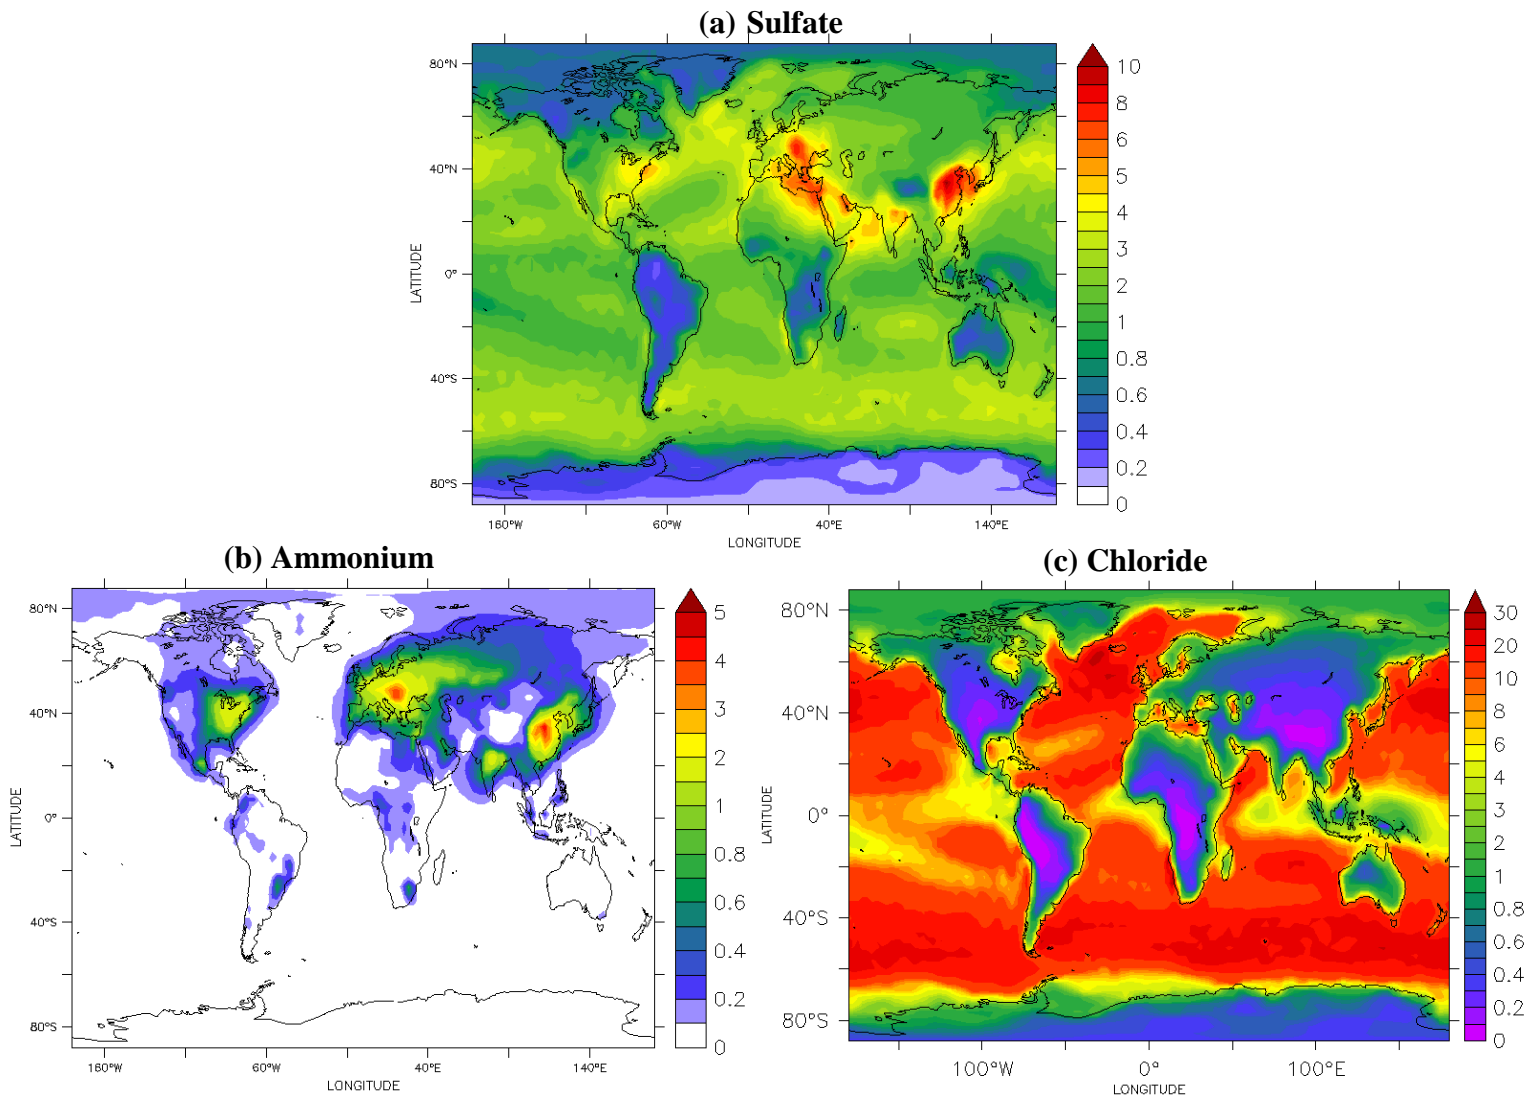 (a) Sulfate
80°N
40°N
0°
40°S
80°S
LATITUDE
160°W
60°W
40°E
140°E
LONGITUDE
10
8
6
5
4
3
2
1
0.8
0.6
0.4
0.2
0
(b) Ammonium
80°N
40°N
0°
40°S
80°S
LATITUDE
160°W
60°W
40°E
140°E
LONGITUDE
5
4
3
2
1
0.8
0.6
0.4
0.2
0
(c) Chloride
80°N
40°N
0°
40°S
80°S
LATITUDE
100°W
0°
100°E
LONGITUDE
30
20
10
8
6
4
3
2
1
0.8
0.6
0.4
0.2
0